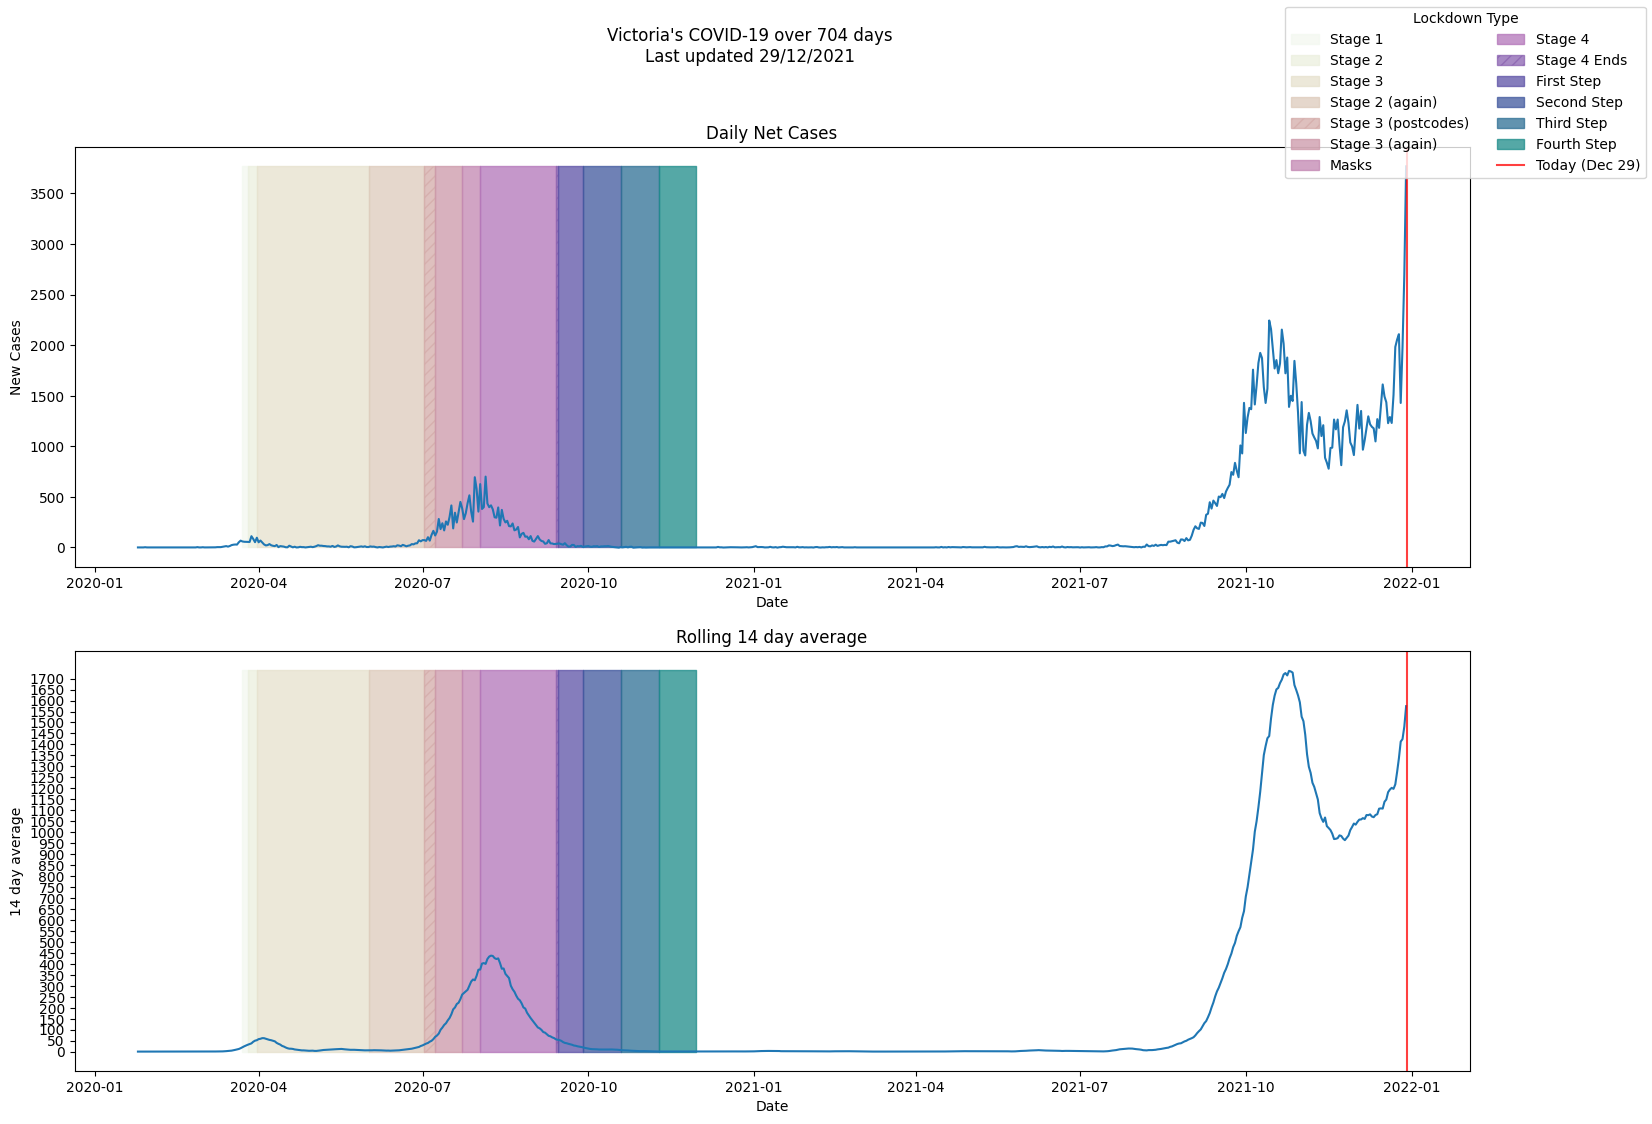 Victoria's COVID-19 over 704 days
Last updated 29/12/2021
Lockdown Type
Stage 1
Stage 2
Stage 3
Stage 2 (again)
Stage 3 (postcodes)
Stage 3 (again)
Masks
Stage 4
Stage 4 Ends
First Step
Second Step
Third Step
Fourth Step
Today (Dec 29)
Daily Net Cases
New Cases
3500
3000
2500
2000
1500
1000
500
0
2020-01 2020-04 2020-07 2020-10 2021-01 2021-04 2021-07 2021-10 2022-01
Date
Rolling 14 day average
14 day average
1700
1650
1600
1550
1500
1450
1400
1350
1300
1250
1200
1150
1100
1050
1000
950
900
850
800
750
700
650
600
550
500
450
400
350
300
250
200
150
100
50
0
2020-01 2020-04 2020-07 2020-10 2021-01 2021-04 2021-07 2021-10 2022-01
Date